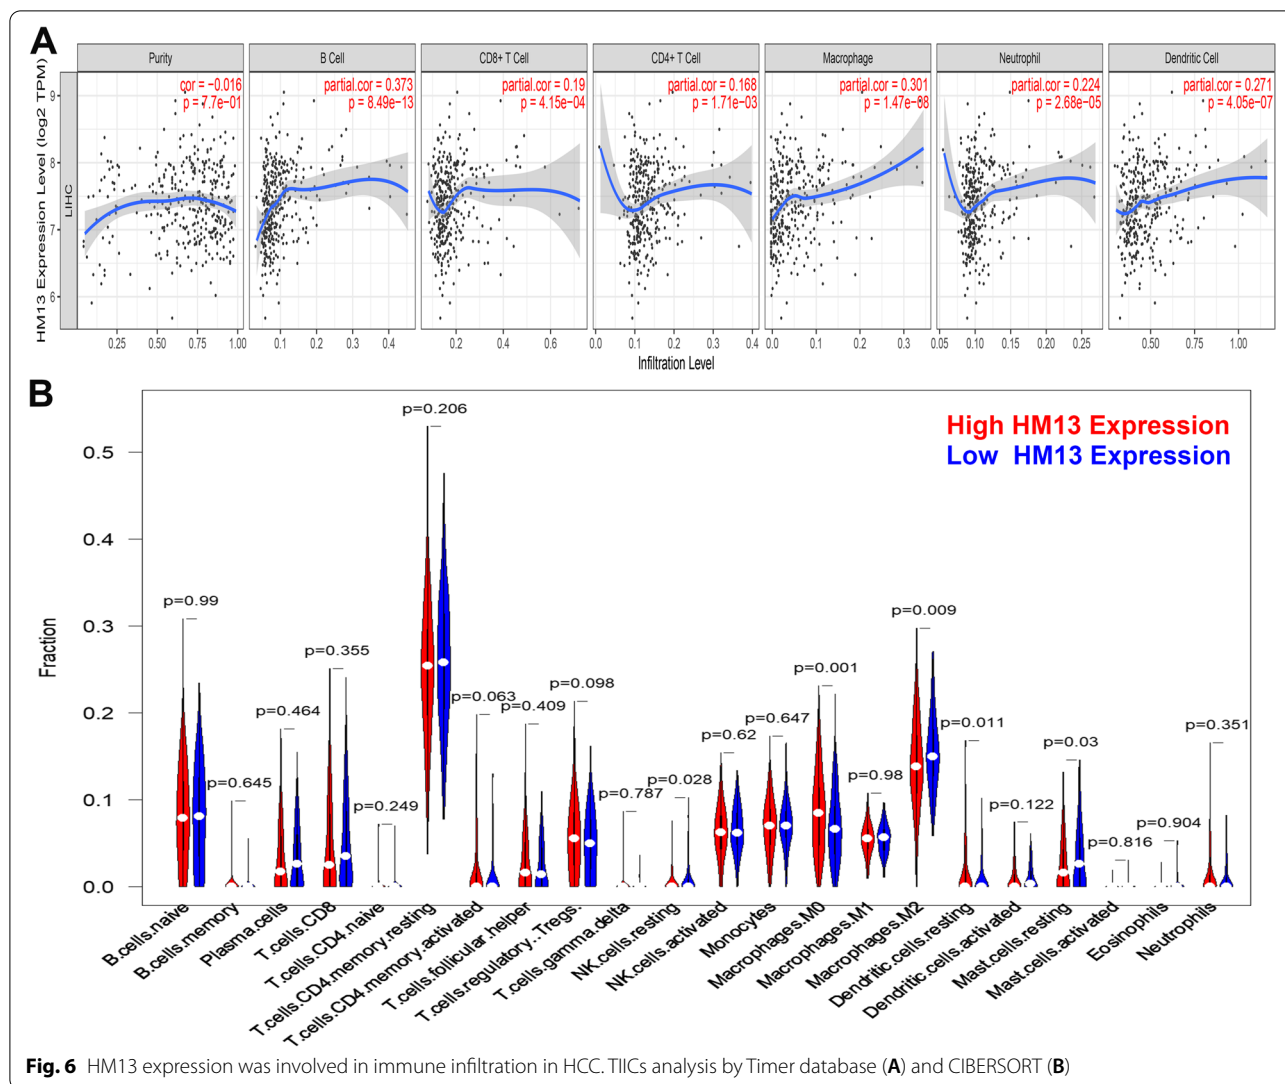 A
Purity
B Cell
CD8+ T Cell
CD4+ T Cell
Macrophage
Neutrophil
Dendritic Cell
HM13 Expression Level (log2 TPM)
LIHC
cor = −0.016
p = 7.7e−01
partial.cor = 0.373
p = 8.49e−13
partial.cor = 0.19
p = 4.15e−04
partial.cor = 0.168
p = 1.71e−03
partial.cor = 0.301
p = 1.47e−08
partial.cor = 0.224
p = 2.68e−05
partial.cor = 0.271
p = 4.05e−07
9
8
7
6
0.25 0.50 0.75 1.00
0.1 0.2 0.3 0.4
0.2 0.4 0.6
0.0 0.1 0.2 0.3 0.4
0.0 0.1 0.2 0.3
0.05 0.10 0.15 0.20 0.25
0.50 0.75 1.00
Infiltration Level
B
High HM13 Expression
Low HM13 Expression
Fraction
0.5
0.4
0.3
0.2
0.1
0.0
p=0.99
p=0.645
p=0.464
p=0.355
p=0.249
p=0.206
p=0.063
p=0.409
p=0.098
p=0.787
p=0.028
p=0.62
p=0.647
p=0.001
p=0.98
p=0.009
p=0.011
p=0.122
p=0.03
p=0.816
p=0.904
p=0.351
B.cells.naive
B.cells.memory
Plasma.cells
T.cells.CD8
T.cells.CD4.naive
T.cells.CD4.memory.resting
T.cells.CD4.memory.activated
T.cells.follicular.helper
T.cells.regulatory..Tregs.
T.cells.gamma.delta
NK.cells.resting
NK.cells.activated
Monocytes
Macrophages.M0
Macrophages.M1
Macrophages.M2
Dendritic.cells.resting
Dendritic.cells.activated
Mast.cells.resting
Mast.cells.activated
Eosinophils
Neutrophils
Fig. 6 HM13 expression was involved in immune infiltration in HCC. TIICs analysis by Timer database (A) and CIBERSORT (B)